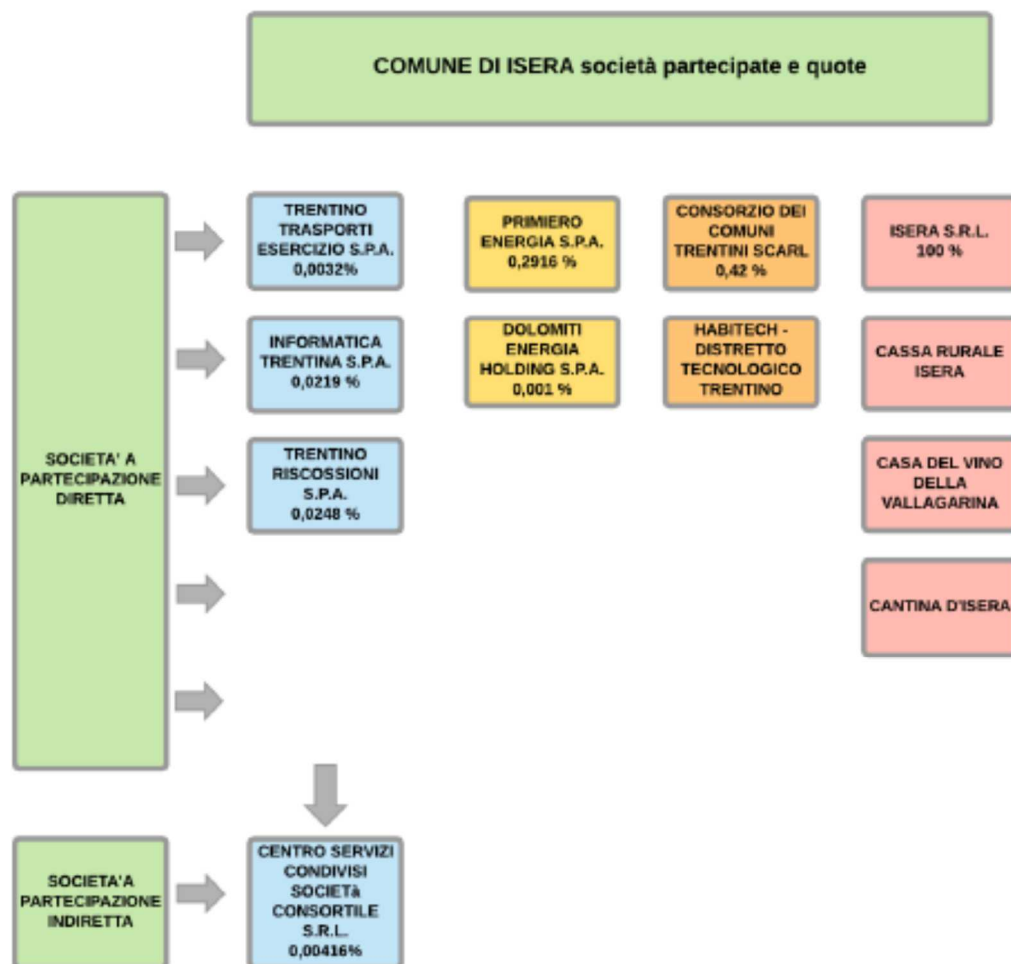 COMUNE DI ISERA società partecipate e quote
SOCIETA' A
PARTECIPAZIONE
DIRETTA
TRENTINO
TRASPORTI
ESERCIZIO S.P.A.
0,0032%
PRIMIERO
ENERGIA S.P.A.
0,2916 %
CONSORZIO DEI
COMUNI
TRENTINI SCARL
0,42 %
ISERA S.R.L.
100 %
INFORMATICA
TRENTINA S.P.A.
0,0219 %
DOLOMITI
ENERGIA
HOLDING S.P.A.
0,001 %
HABITECH -
DISTRETTO
TECNOLOGICO
TRENTINO
CASSA RURALE
ISERA
TRENTINO
RISCOSSIONI
S.P.A.
0,0248 %
CASA DEL VINO
DELLA
VALLAGARINA
CANTINA D'ISERA
SOCIETA'A
PARTECIPAZIONE
INDIRETTA
CENTRO SERVIZI
CONDIVISI
SOCIETà
CONSORTILE
S.R.L.
0,00416%